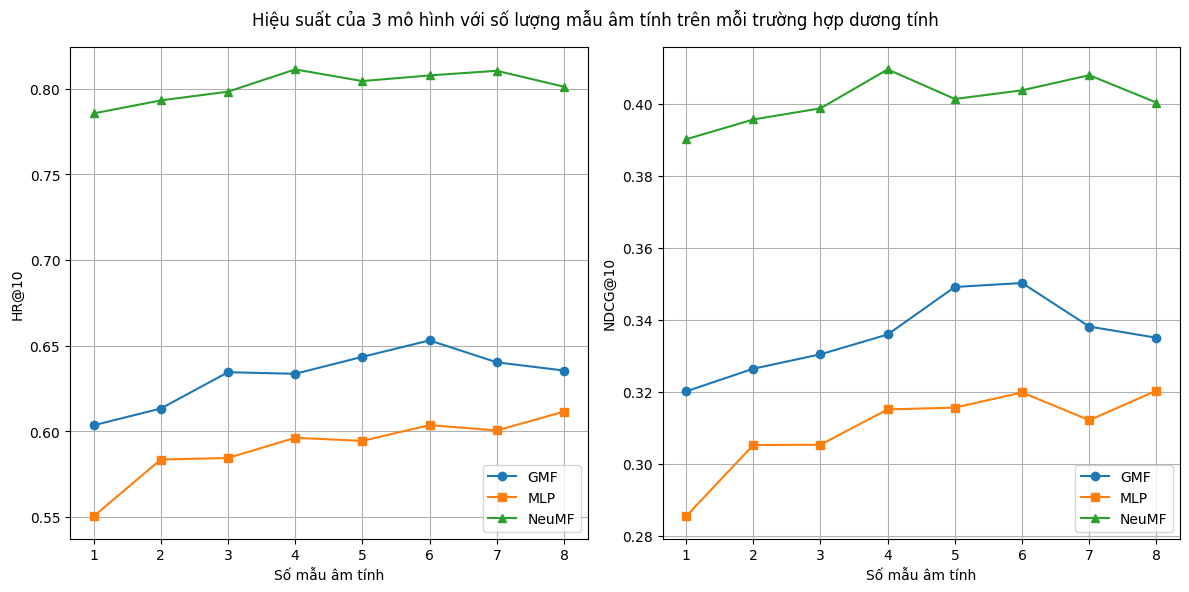 Hiệu suất của 3 mô hình với số lượng mẫu âm tính trên mỗi trường hợp dương tính
HR@10
0.80
0.75
0.70
0.65
0.60
0.55
1 2 3 4 5 6 7 8
Số mẫu âm tính
GMF
MLP
NeuMF
NDCG@10
0.40
0.38
0.36
0.34
0.32
0.30
0.28
1 2 3 4 5 6 7 8
Số mẫu âm tính
GMF
MLP
NeuMF